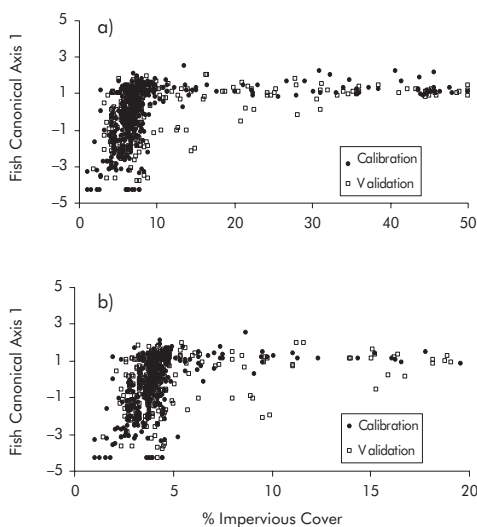 a)
Fish Canonical Axis 1
5
3
1
−1
−3
−5
Calibration
Validation
0 10 20 30 40 50
b)
Fish Canonical Axis 1
5
3
1
−1
−3
−5
Calibration
Validation
0 5 10 15 20
% Impervious Cover